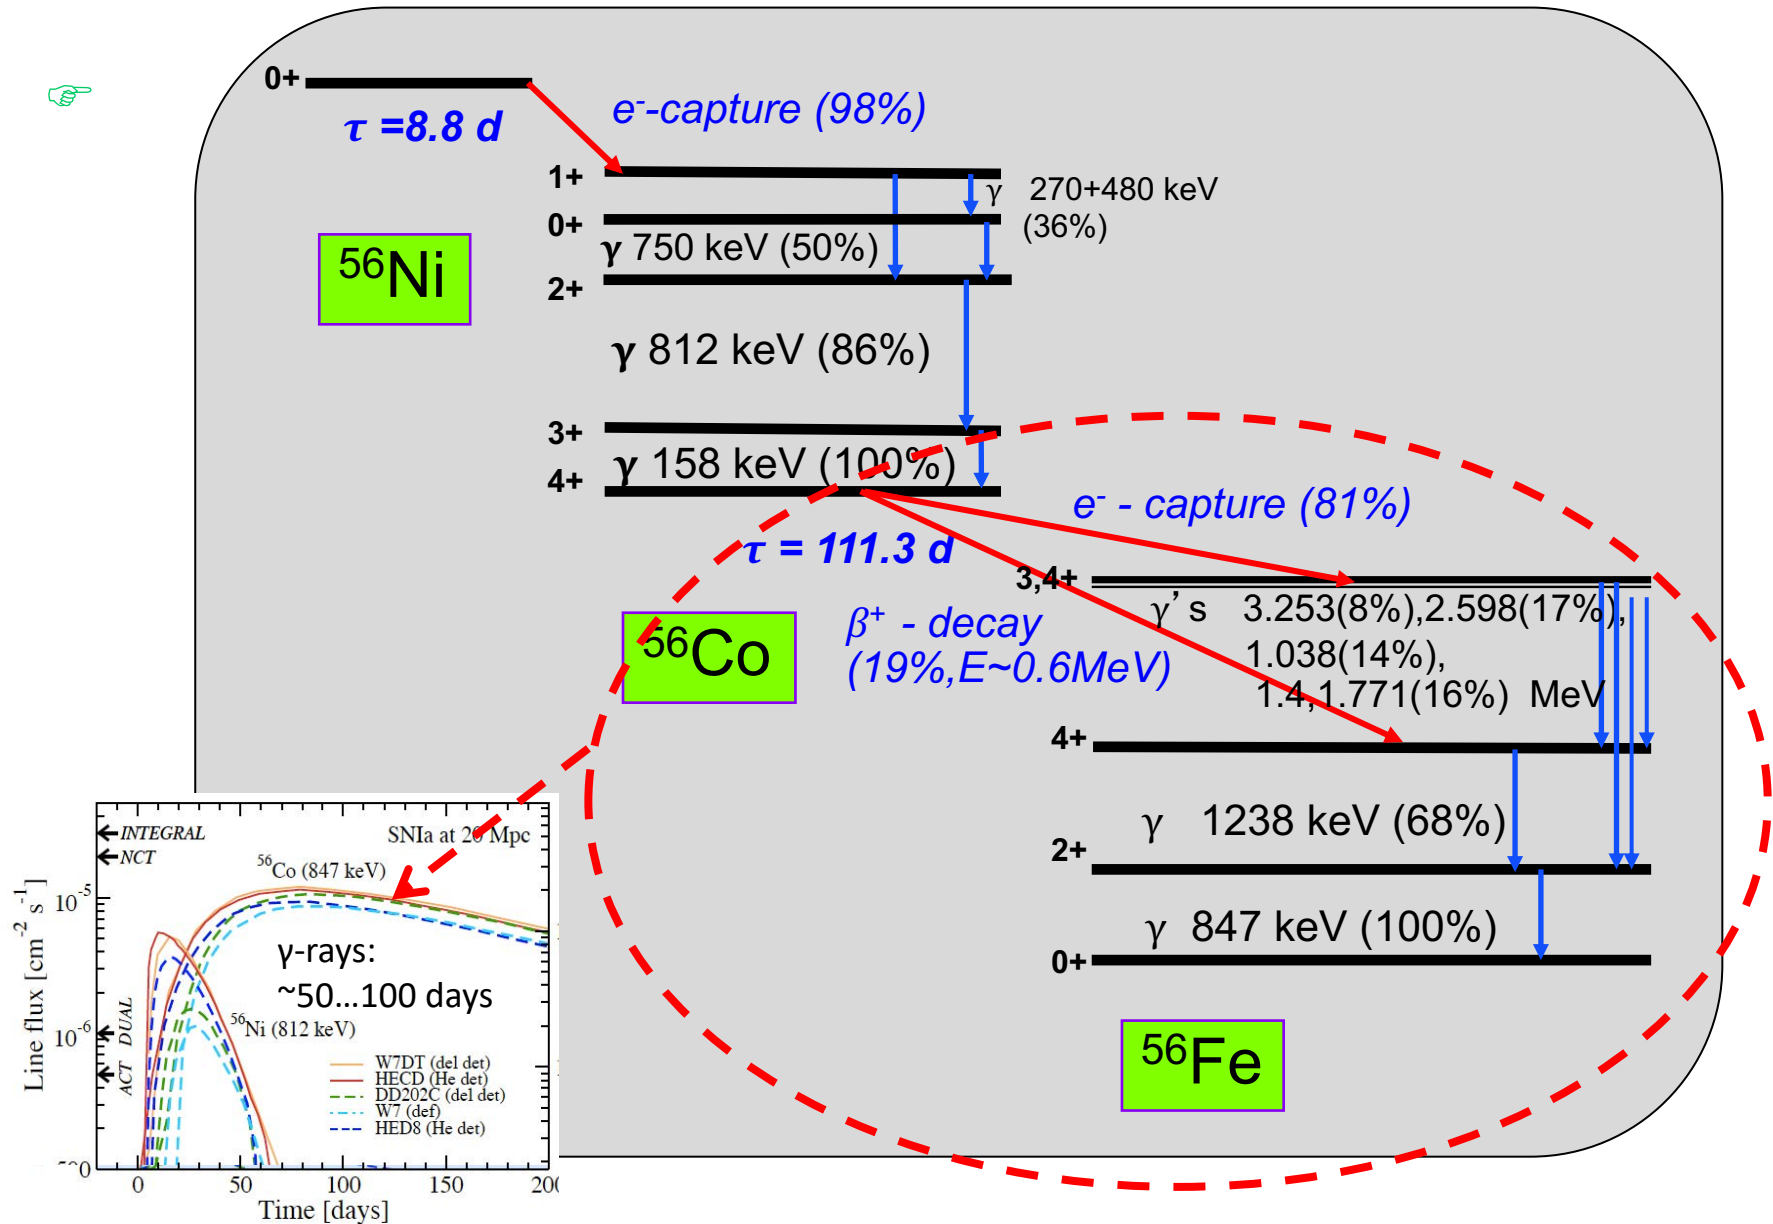 0+
τ =8.8 d
e⁻-capture (98%)
1+
γ 270+480 keV
(36%)
0+
γ 750 keV (50%)
⁵⁶Ni
2+
γ 812 keV (86%)
3+
γ 158 keV (100%)
4+
e⁻ - capture (81%)
τ = 111.3 d
3,4+
γ's 3.253(8%),2.598(17%),
1.038(14%),
1.4,1.771(16%) MeV
β⁺ - decay
(19%,E~0.6MeV)
⁵⁶Co
4+
γ 1238 keV (68%)
2+
γ 847 keV (100%)
0+
⁵⁶Fe
INTEGRAL
NCT
SNIa at 20 Mpc
⁵⁶Co (847 keV)
10⁻⁵
γ-rays:
~50...100 days
⁵⁶Ni (812 keV)
10⁻⁶
DUAL
ACT
Line flux [cm⁻² s⁻¹]
W7DT (del det)
HECD (He det)
DD202C (del det)
W7 (def)
HED8 (He det)
0 50 100 150 20
Time [days]